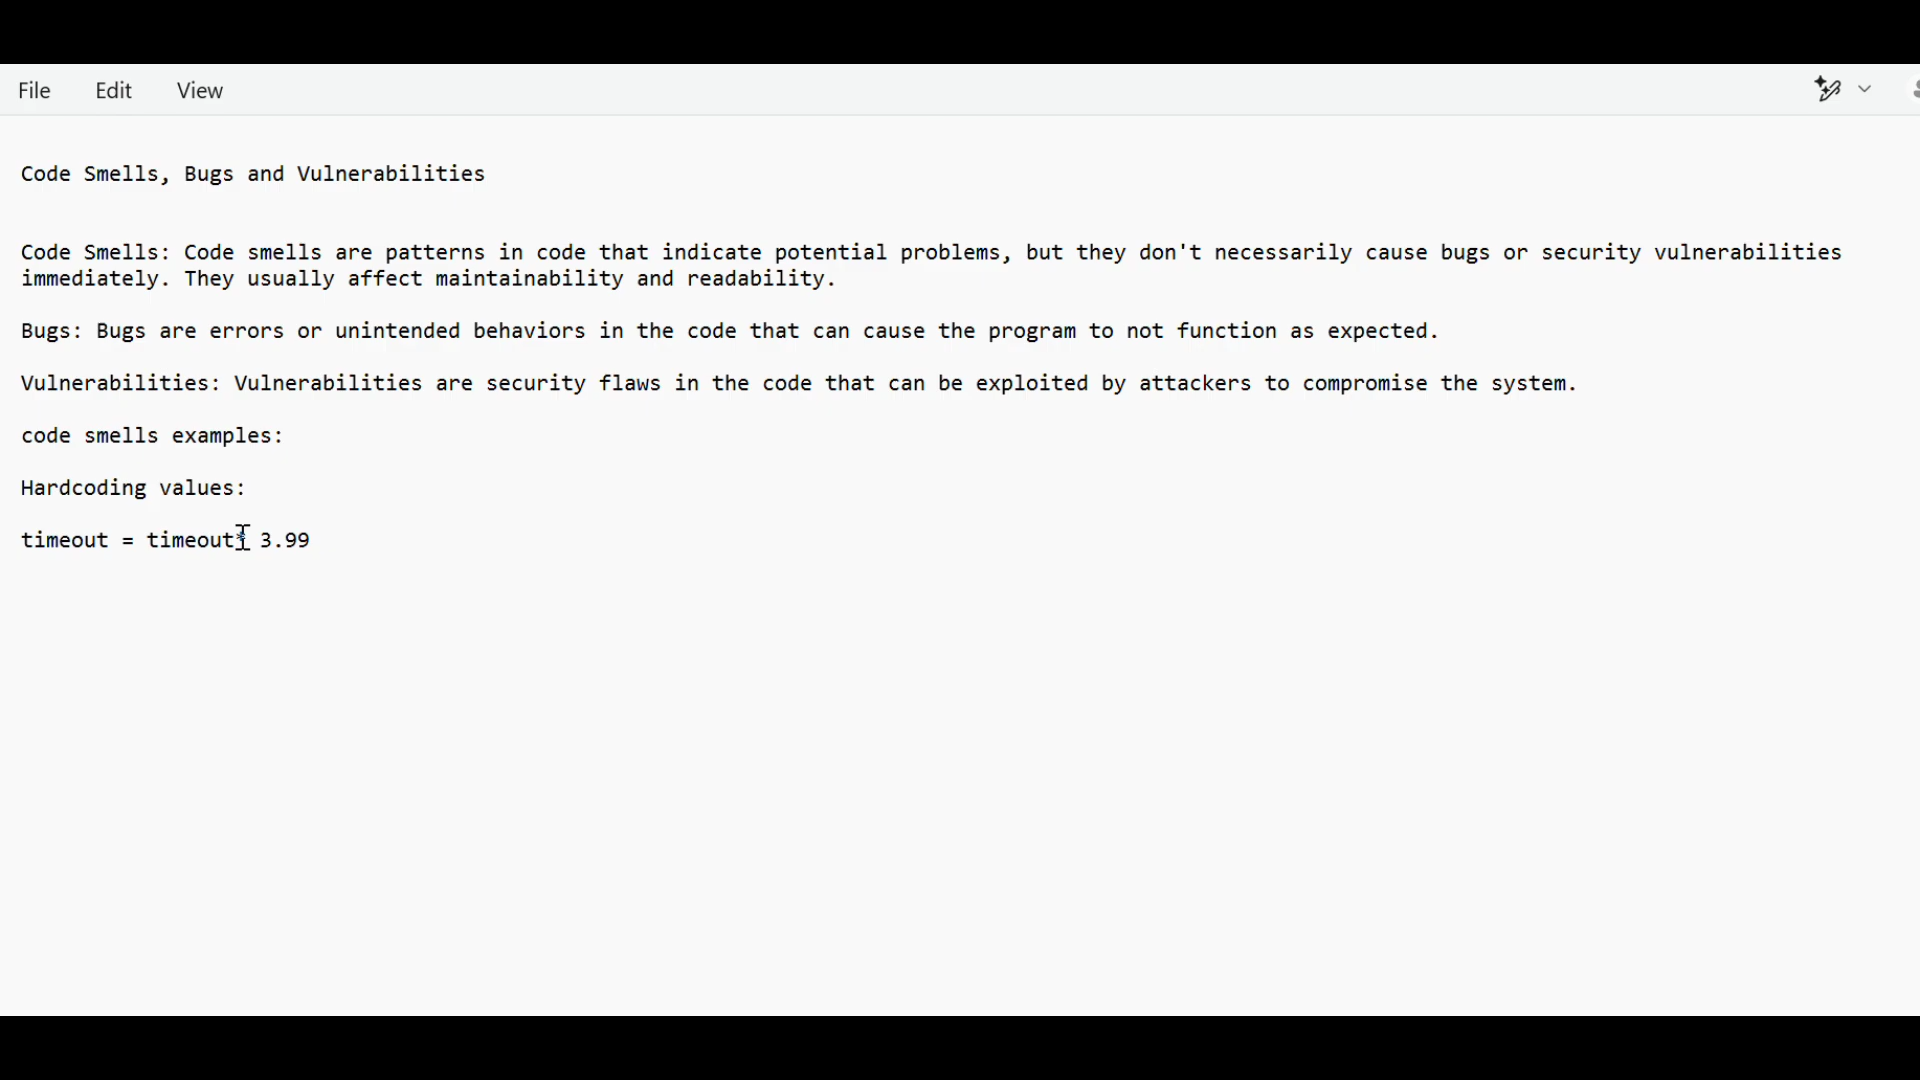 File Edit View
Code Smells, Bugs and Vulnerabilities
Code Smells: Code smells are patterns in code that indicate potential problems, but they don't necessarily cause bugs or security vulnerabilities
immediately. They usually affect maintainability and readability.
Bugs: Bugs are errors or unintended behaviors in the code that can cause the program to not function as expected.
Vulnerabilities: Vulnerabilities are security flaws in the code that can be exploited by attackers to compromise the system.
code smells examples:
Hardcoding values:
timeout = timeout* 3.99